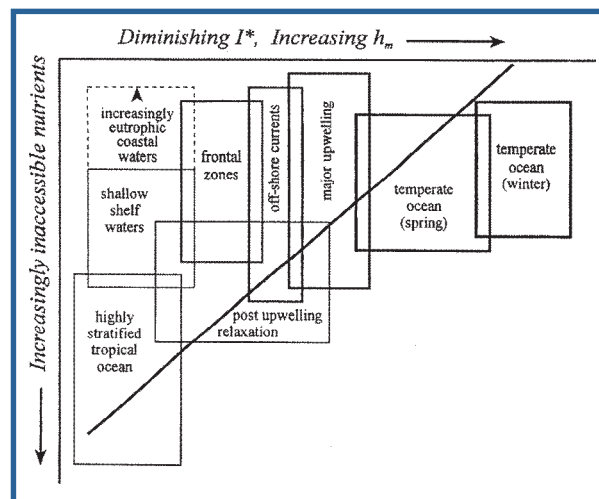 Diminishing I*, Increasing hm
Increasingly inaccessible nutrients
increasingly
eutrophic
coastal
waters
shallow
shelf
waters
highly
stratified
tropical
ocean
frontal
zones
off-shore currents
major upwelling
post upwelling
relaxation
temperate
ocean
(spring)
temperate
ocean
(winter)